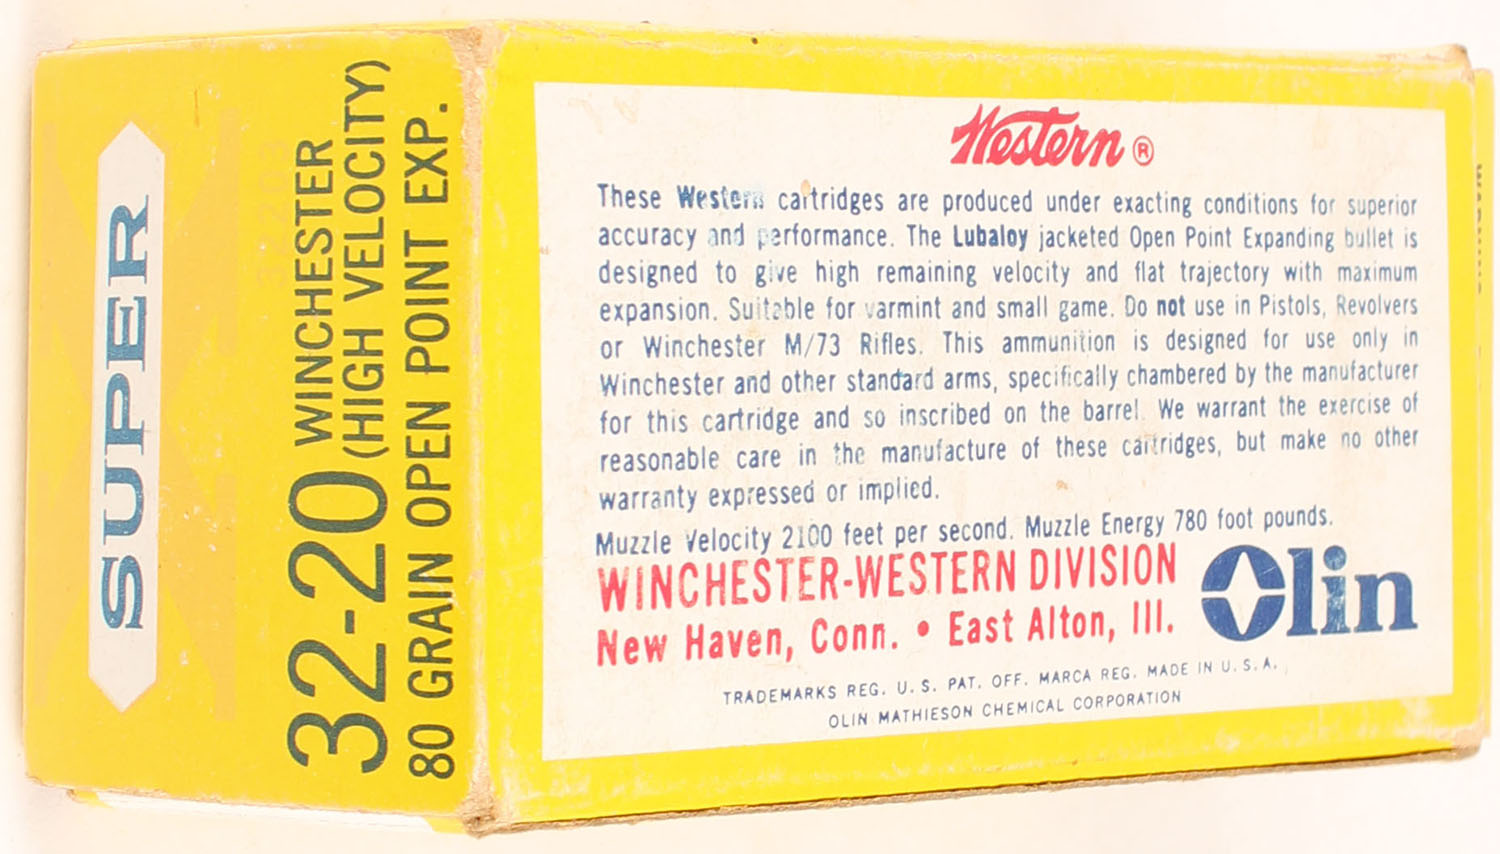 SUPER
32-20 WINCHESTER
(HIGH VELOCITY)
80 GRAIN OPEN POINT EXP.
Western ®
These Western cartridges are produced under exacting conditions for superior
accuracy and performance. The Lubaloy jacketed Open Point Expanding bullet is
designed to give high remaining velocity and flat trajectory with maximum
expansion. Suitable for varmint and small game. Do not use in Pistols, Revolvers
or Winchester M/73 Rifles. This ammunition is designed for use only in
Winchester and other standard arms, specifically chambered by the manufacturer
for this cartridge and so inscribed on the barrel. We warrant the exercise of
reasonable care in the manufacture of these cartridges, but make no other
warranty expressed or implied.
Muzzle Velocity 2100 feet per second. Muzzle Energy 780 foot pounds.
WINCHESTER-WESTERN DIVISION
New Haven, Conn. • East Alton, Ill.
Olin
TRADEMARKS REG. U.S. PAT. OFF. MARCA REG. MADE IN U.S.A.
OLIN MATHIESON CHEMICAL CORPORATION